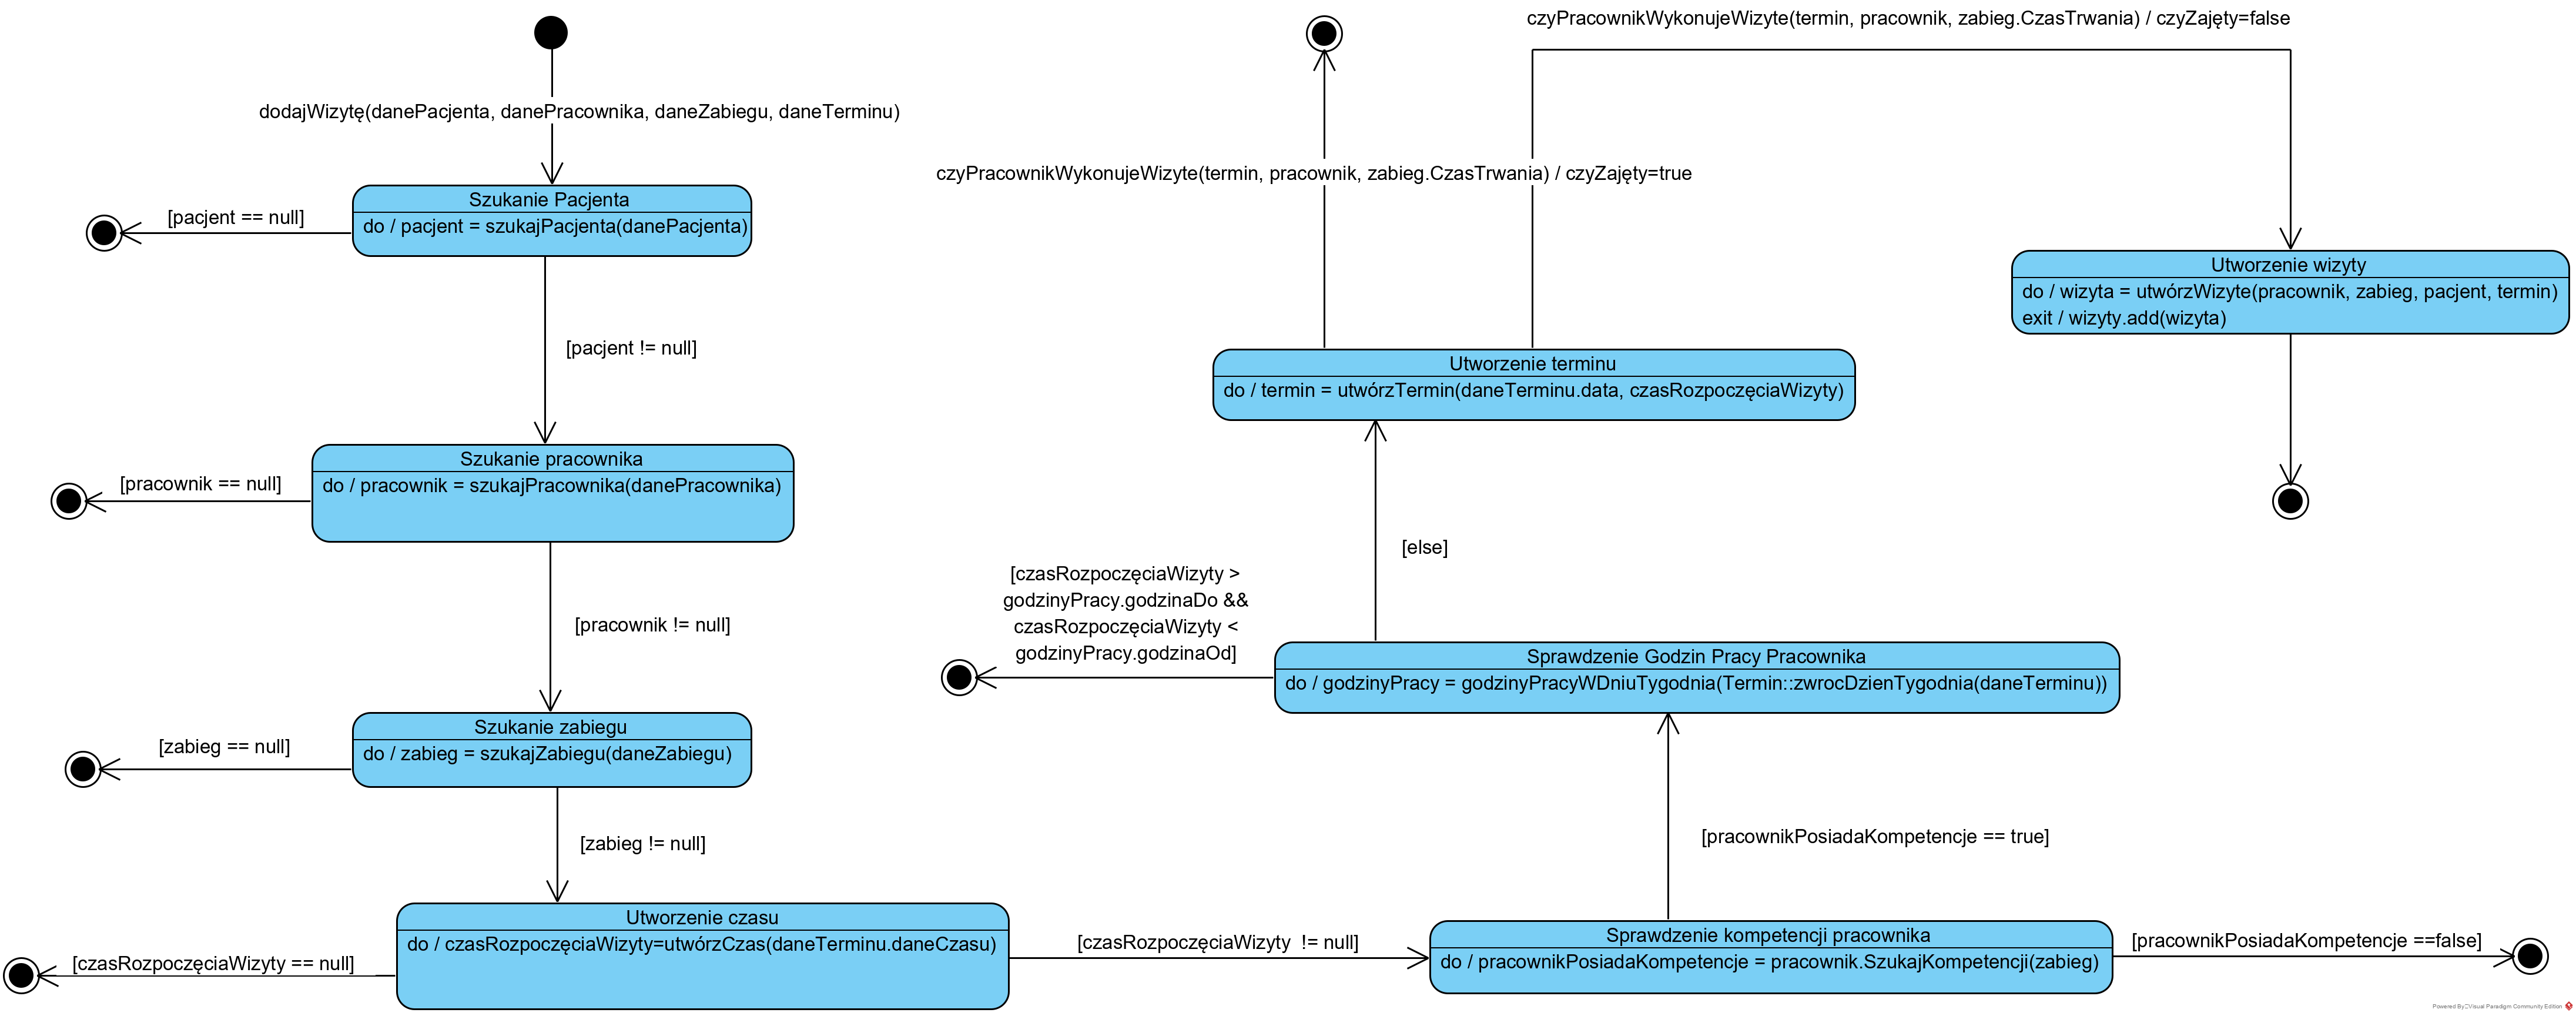 dodajWizytę(danePacjenta, danePracownika, daneZabiegu, daneTerminu)
Szukanie Pacjenta
do / pacjent = szukajPacjenta(danePacjenta)
[pacjent == null]
[pacjent != null]
Szukanie pracownika
do / pracownik = szukajPracownika(danePracownika)
[pracownik == null]
[pracownik != null]
Szukanie zabiegu
do / zabieg = szukajZabiegu(daneZabiegu)
[zabieg == null]
[zabieg != null]
Utworzenie czasu
do / czasRozpoczęciaWizyty=utwórzCzas(daneTerminu.daneCzasu)
[czasRozpoczęciaWizyty == null]
[czasRozpoczęciaWizyty  != null]
Sprawdzenie kompetencji pracownika
do / pracownikPosiadaKompetencje = pracownik.SzukajKompetencji(zabieg)
[pracownikPosiadaKompetencje ==false]
[pracownikPosiadaKompetencje == true]
Sprawdzenie Godzin Pracy Pracownika
do / godzinyPracy = godzinyPracyWDniuTygodnia(Termin::zwrocDzienTygodnia(daneTerminu))
[czasRozpoczęciaWizyty >
godzinyPracy.godzinaDo &&
czasRozpoczęciaWizyty <
godzinyPracy.godzinaOd]
[else]
Utworzenie terminu
do / termin = utwórzTermin(daneTerminu.data, czasRozpoczęciaWizyty)
czyPracownikWykonujeWizyte(termin, pracownik, zabieg.CzasTrwania) / czyZajęty=true
czyPracownikWykonujeWizyte(termin, pracownik, zabieg.CzasTrwania) / czyZajęty=false
Utworzenie wizyty
do / wizyta = utwórzWizyte(pracownik, zabieg, pacjent, termin)
exit / wizyty.add(wizyta)
Powered By Visual Paradigm Community Edition